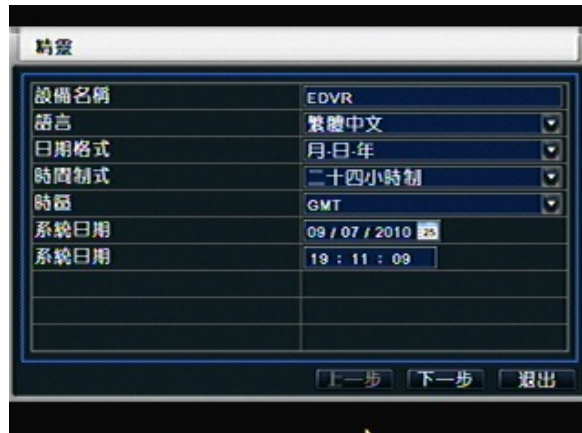 精靈
設備名稱 EDVR
語言 繁體中文
日期格式 月-日-年
時間制式 二十四小時制
時區 GMT
系統日期 09 / 07 / 2010 25
系統日期 19 : 11 : 09
上一步 下一步 退出